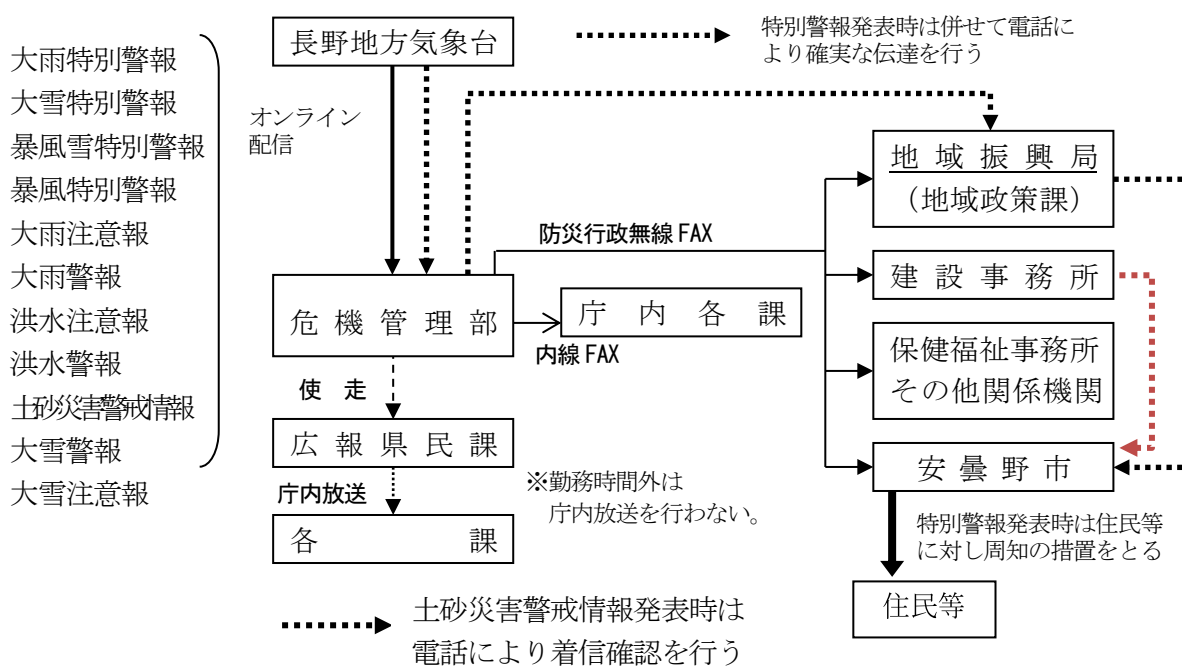 大雨特別警報
大雪特別警報
暴風雪特別警報
暴風特別警報
大雨注意報
大雨警報
洪水注意報
洪水警報
土砂災害警戒情報
大雪警報
大雪注意報
長野地方気象台
特別警報発表時は併せて電話に
より確実な伝達を行う
オンライン
配信
地域振興局
（地域政策課）
防災行政無線 FAX
建設事務所
危機管理部
庁内各課
内線 FAX
保健福祉事務所
その他関係機関
使走
広報県民課
安曇野市
庁内放送
※勤務時間外は
庁内放送を行わない。
各課
特別警報発表時は住民等
に対し周知の措置をとる
住民等
土砂災害警戒情報発表時は
電話により着信確認を行う